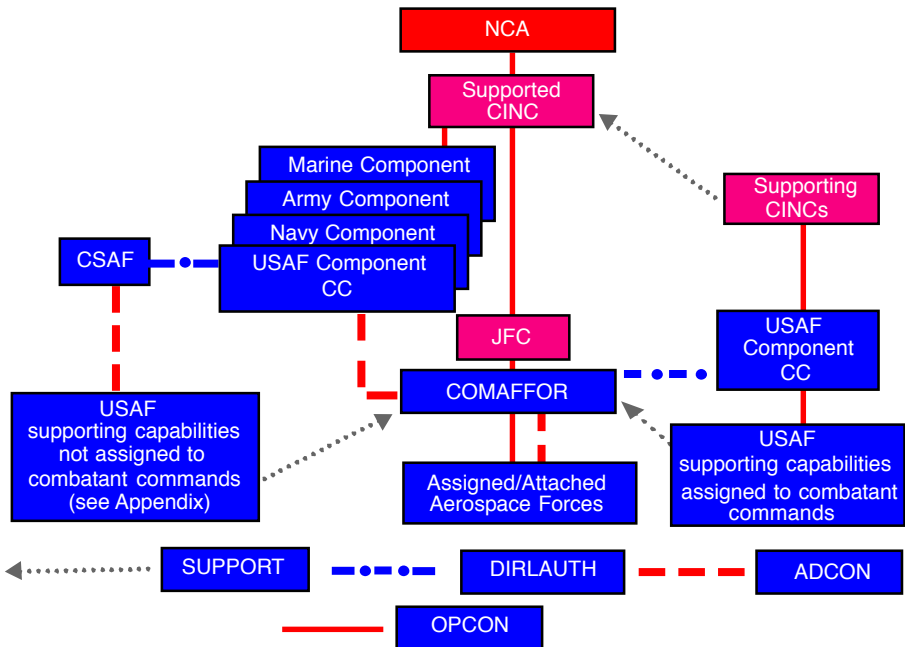 NCA
Supported
CINC
Marine Component
Army Component
Navy Component
USAF Component
CC
CSAF
Supporting
CINCs
JFC
USAF
Component
CC
COMAFFOR
USAF
supporting capabilities
not assigned to
combatant commands
(see Appendix)
Assigned/Attached
Aerospace Forces
USAF
supporting capabilities
assigned to combatant
commands
SUPPORT
DIRLAUTH
ADCON
OPCON